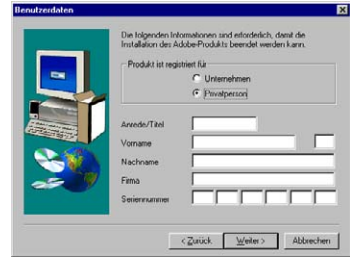 Benutzerdaten
Die folgenden Informationen sind erforderlich, damit die
Installation des Adobe-Produkts beendet werden kann.
Produkt ist registriert für
Unternehmen
Privatperson
Anrede/Titel
Vorname
Nachname
Firma
Seriennummer
< Zurück
Weiter >
Abbrechen